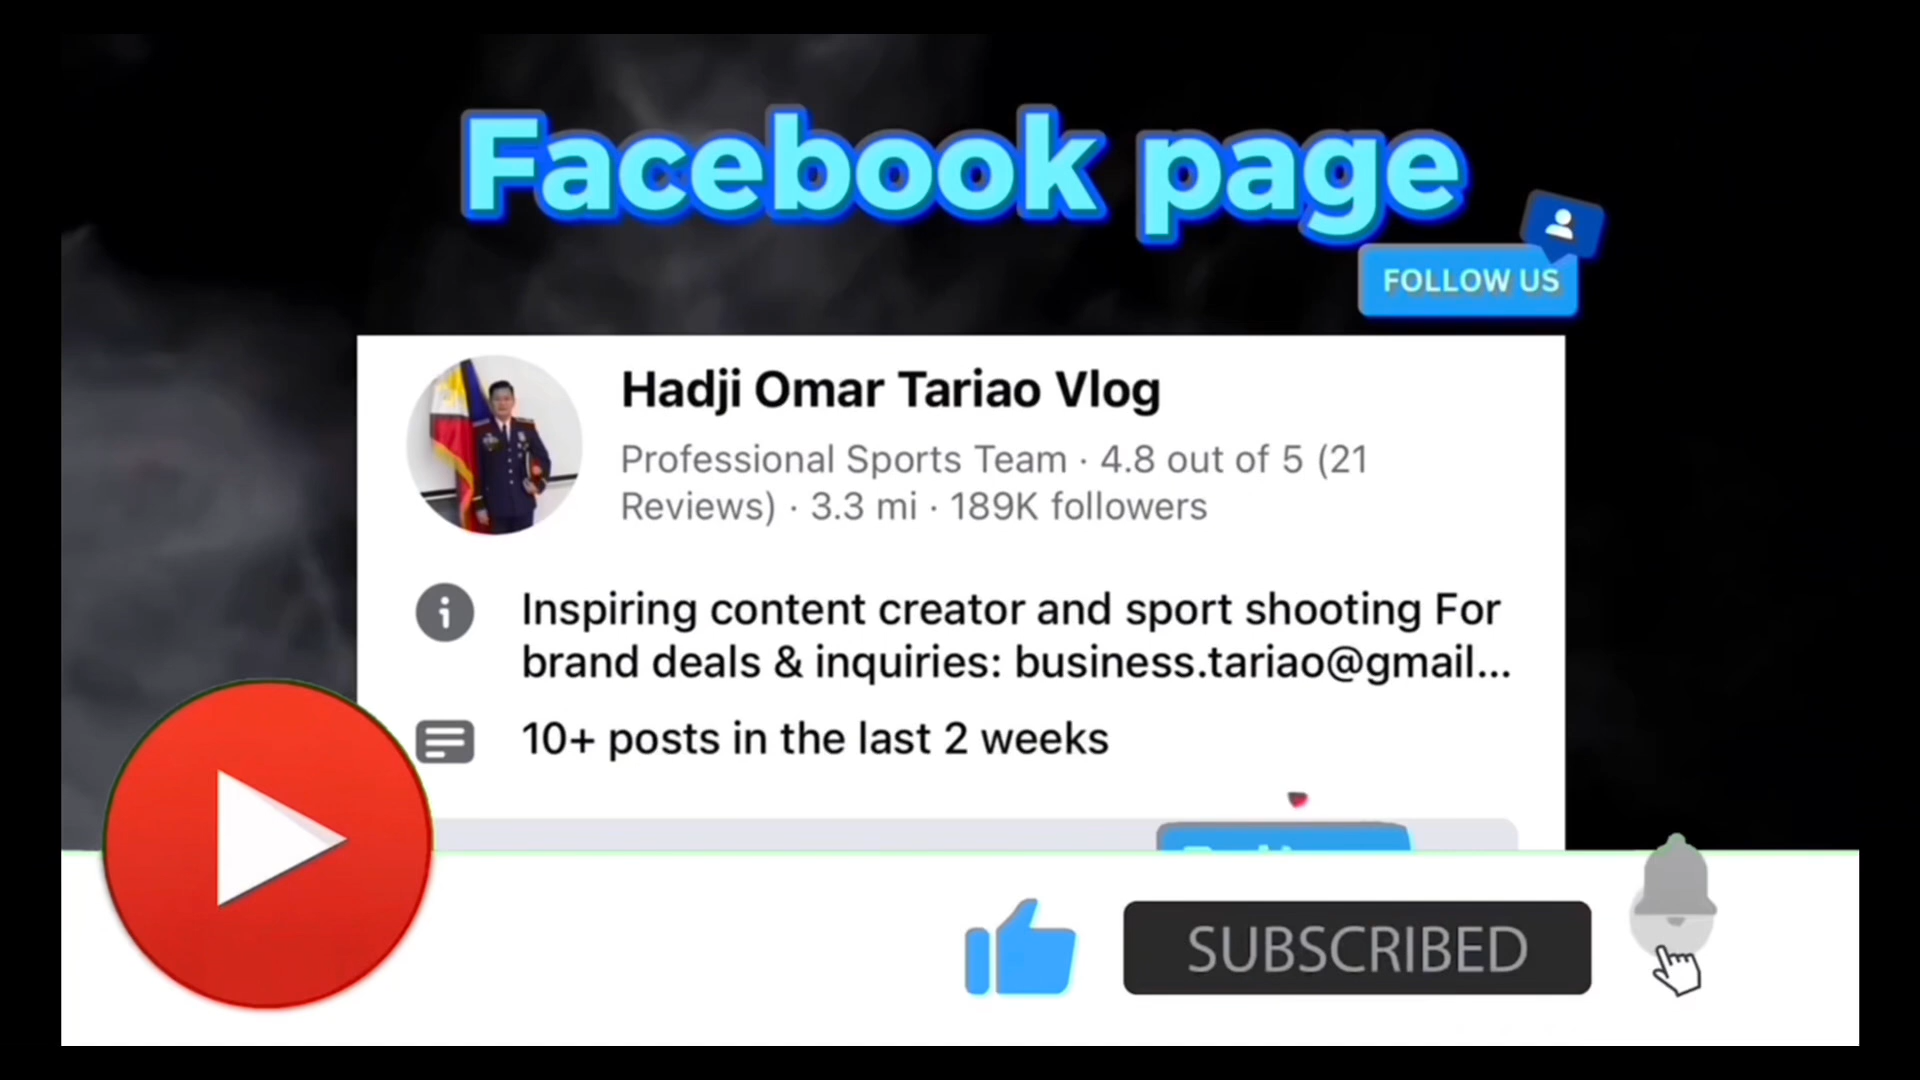 Facebook page
FOLLOW US
Hadji Omar Tariao Vlog
Professional Sports Team · 4.8 out of 5 (21
Reviews) · 3.3 mi · 189K followers
Inspiring content creator and sport shooting For
brand deals & inquiries: business.tariao@gmail...
10+ posts in the last 2 weeks
SUBSCRIBED